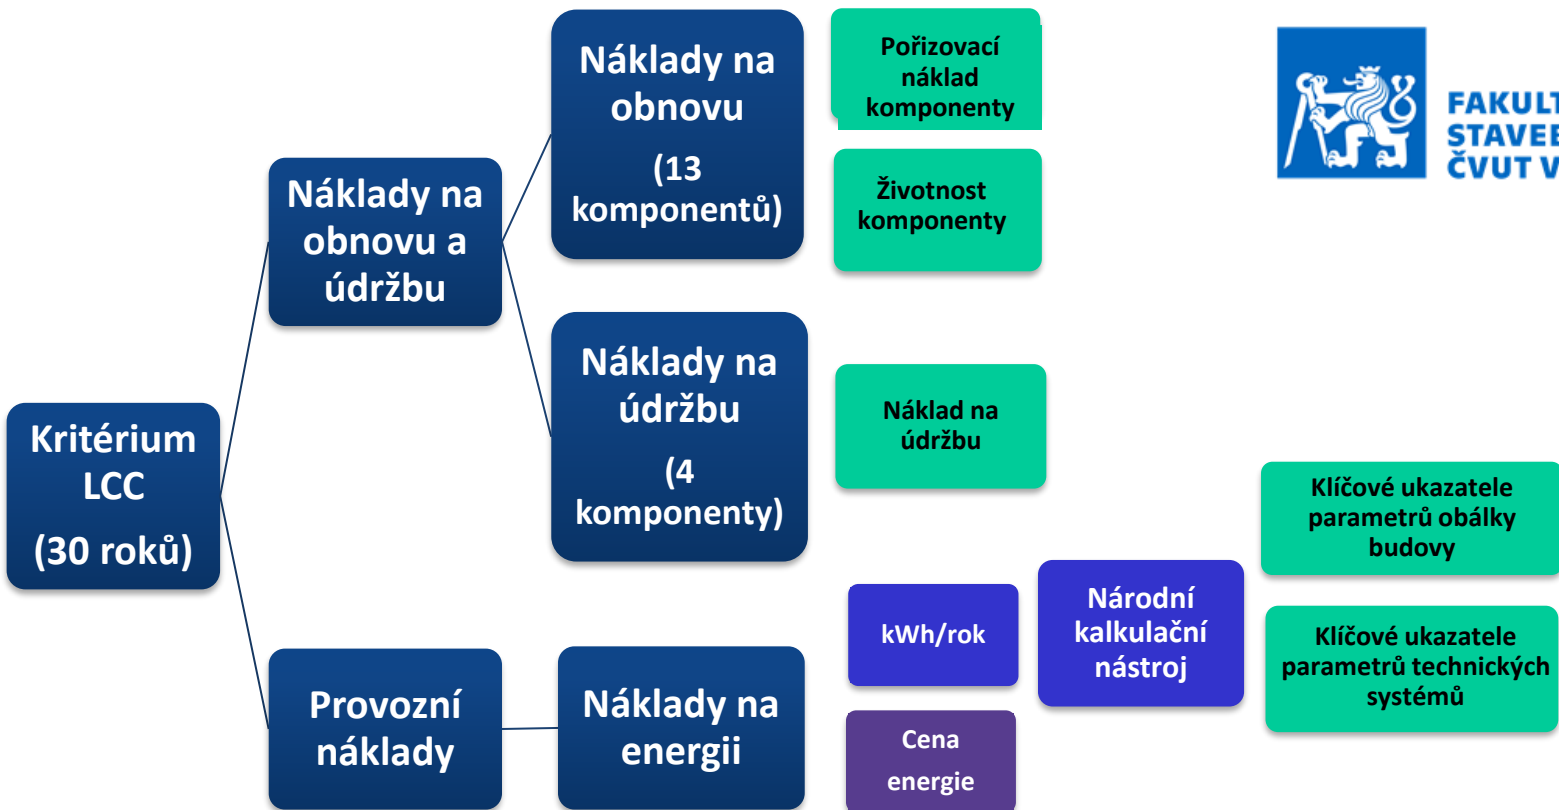 Kritérium
LCC
(30 roků)
Náklady na
obnovu a
údržbu
Náklady na
obnovu
(13
komponentů)
Pořizovací
náklad
komponenty
Životnost
komponenty
Náklady na
údržbu
(4
komponenty)
Náklad na
údržbu
Provozní
náklady
Náklady na
energii
kWh/rok
Cena
energie
Národní
kalkulační
nástroj
Klíčové ukazatele
parametrů obálky
budovy
Klíčové ukazatele
parametrů technických
systémů
FAKULT
STAVEB
ČVUT V